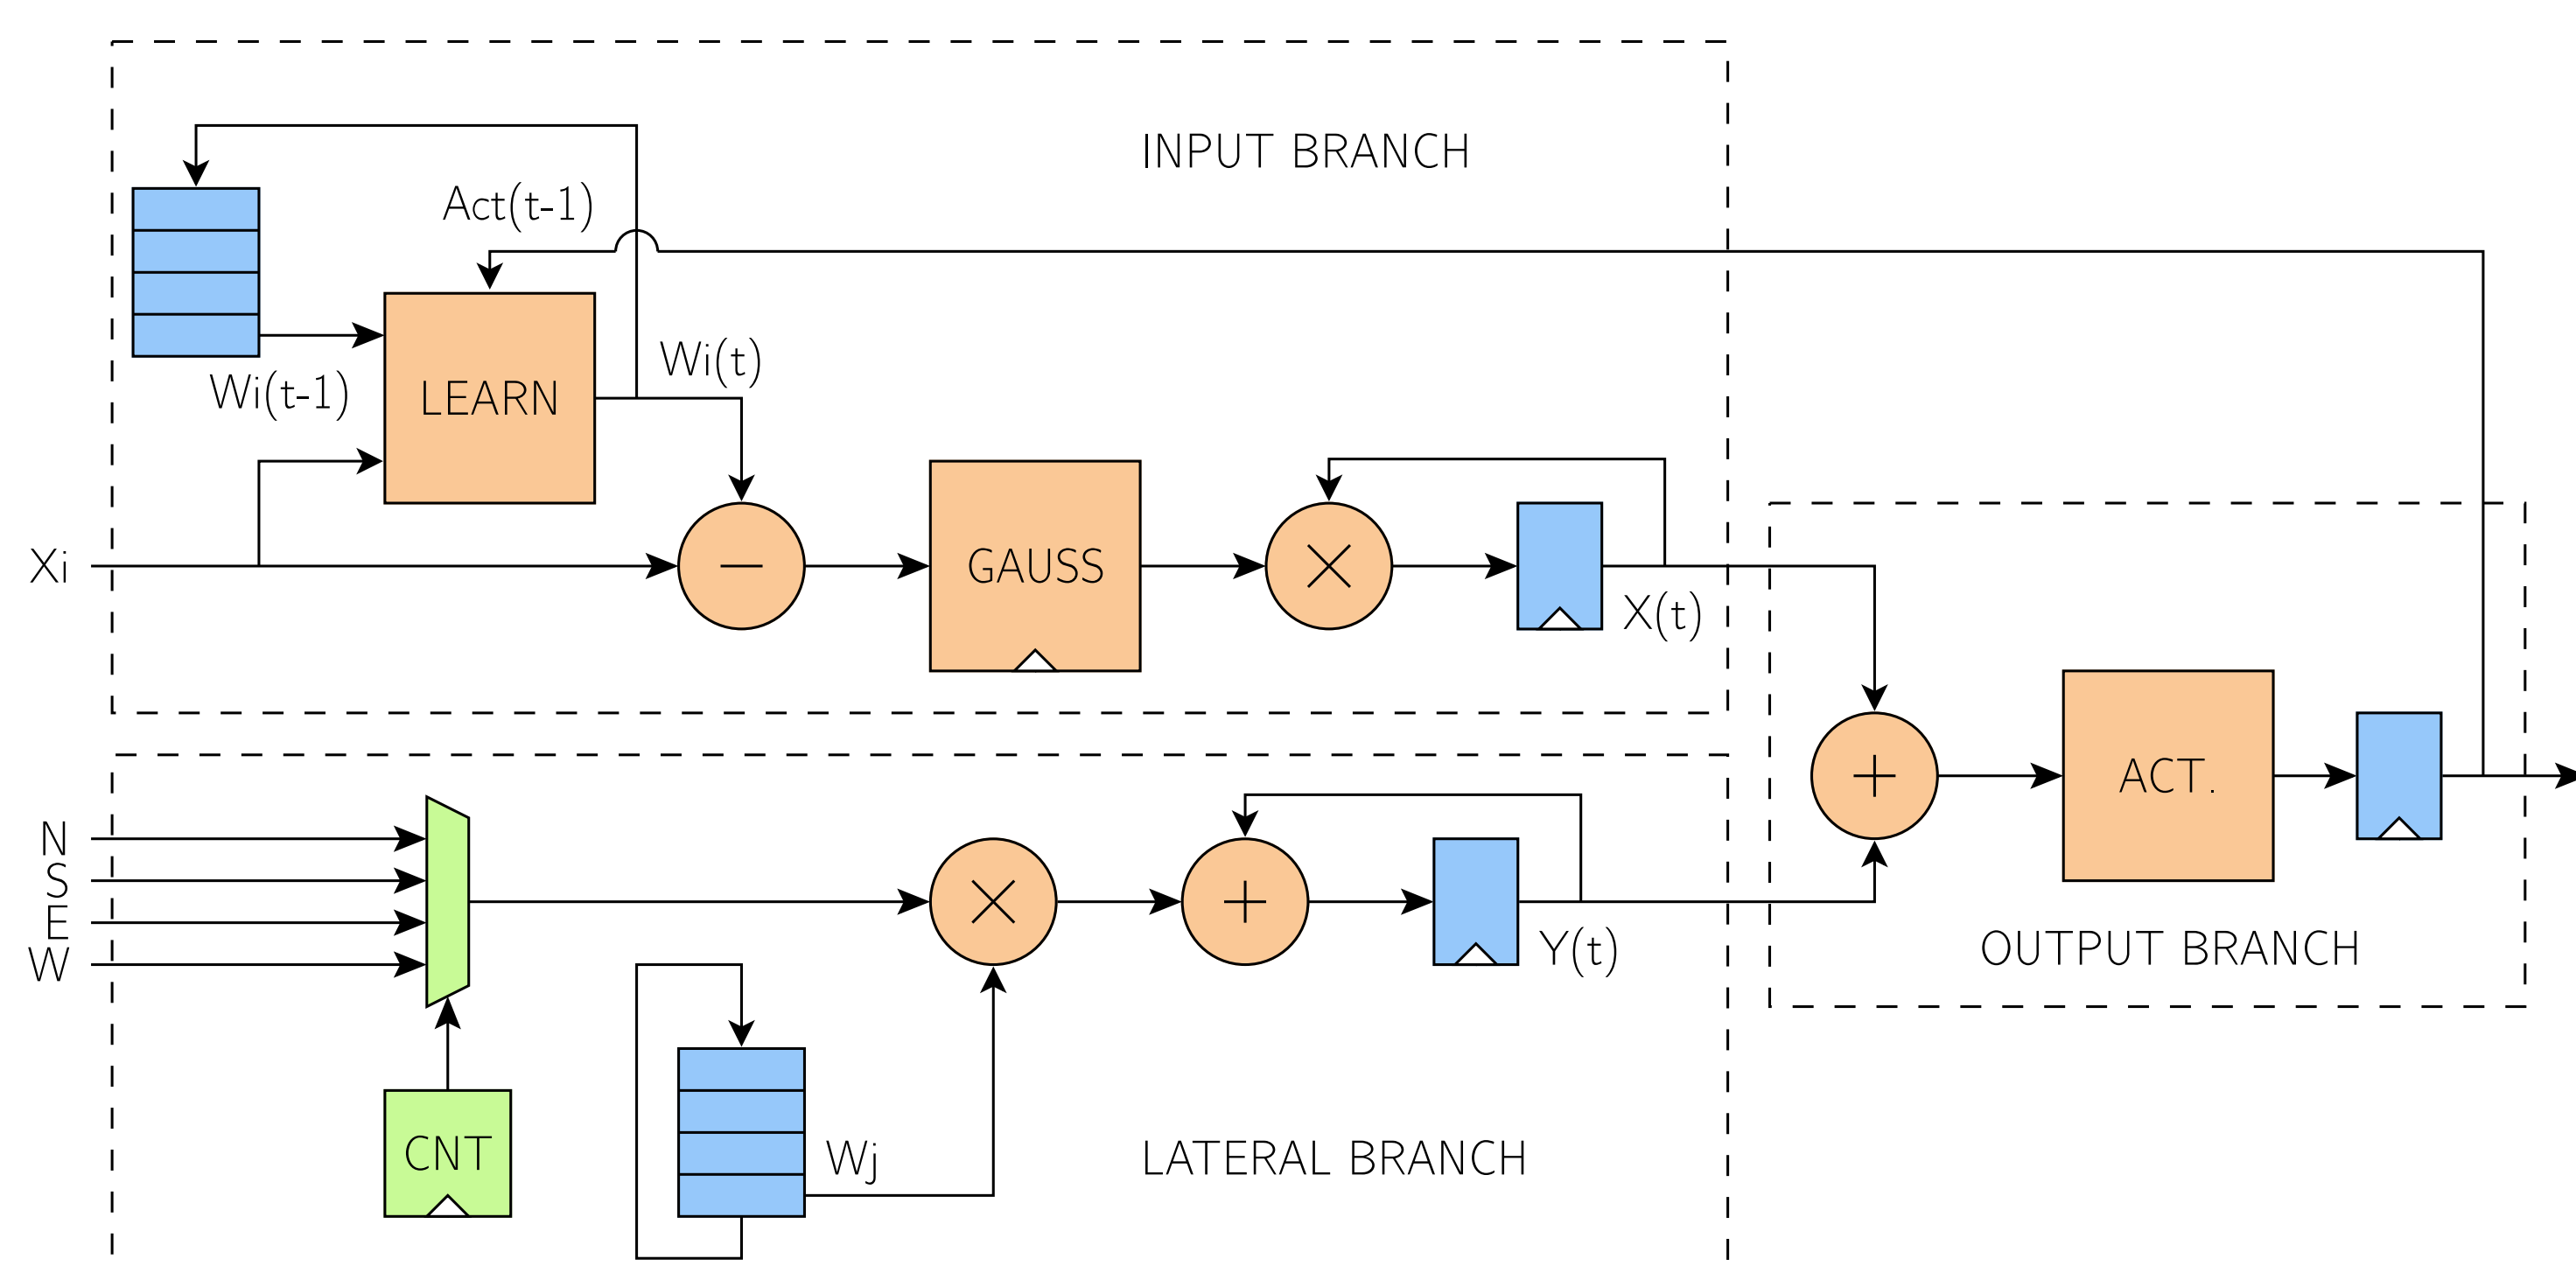 INPUT BRANCH
Act(t-1)
Wi(t)
Wi(t-1)
LEARN
Xi
GAUSS
X(t)
N
S
E
W
ACT.
OUTPUT BRANCH
Y(t)
CNT
Wj
LATERAL BRANCH